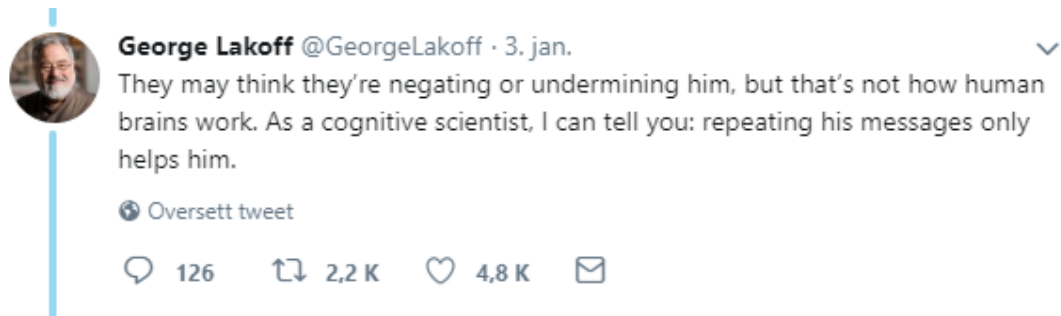 George Lakoff @GeorgeLakoff · 3. jan.
They may think they’re negating or undermining him, but that’s not how human
brains work. As a cognitive scientist, I can tell you: repeating his messages only
helps him.
Oversett tweet
126 2,2 K 4,8 K